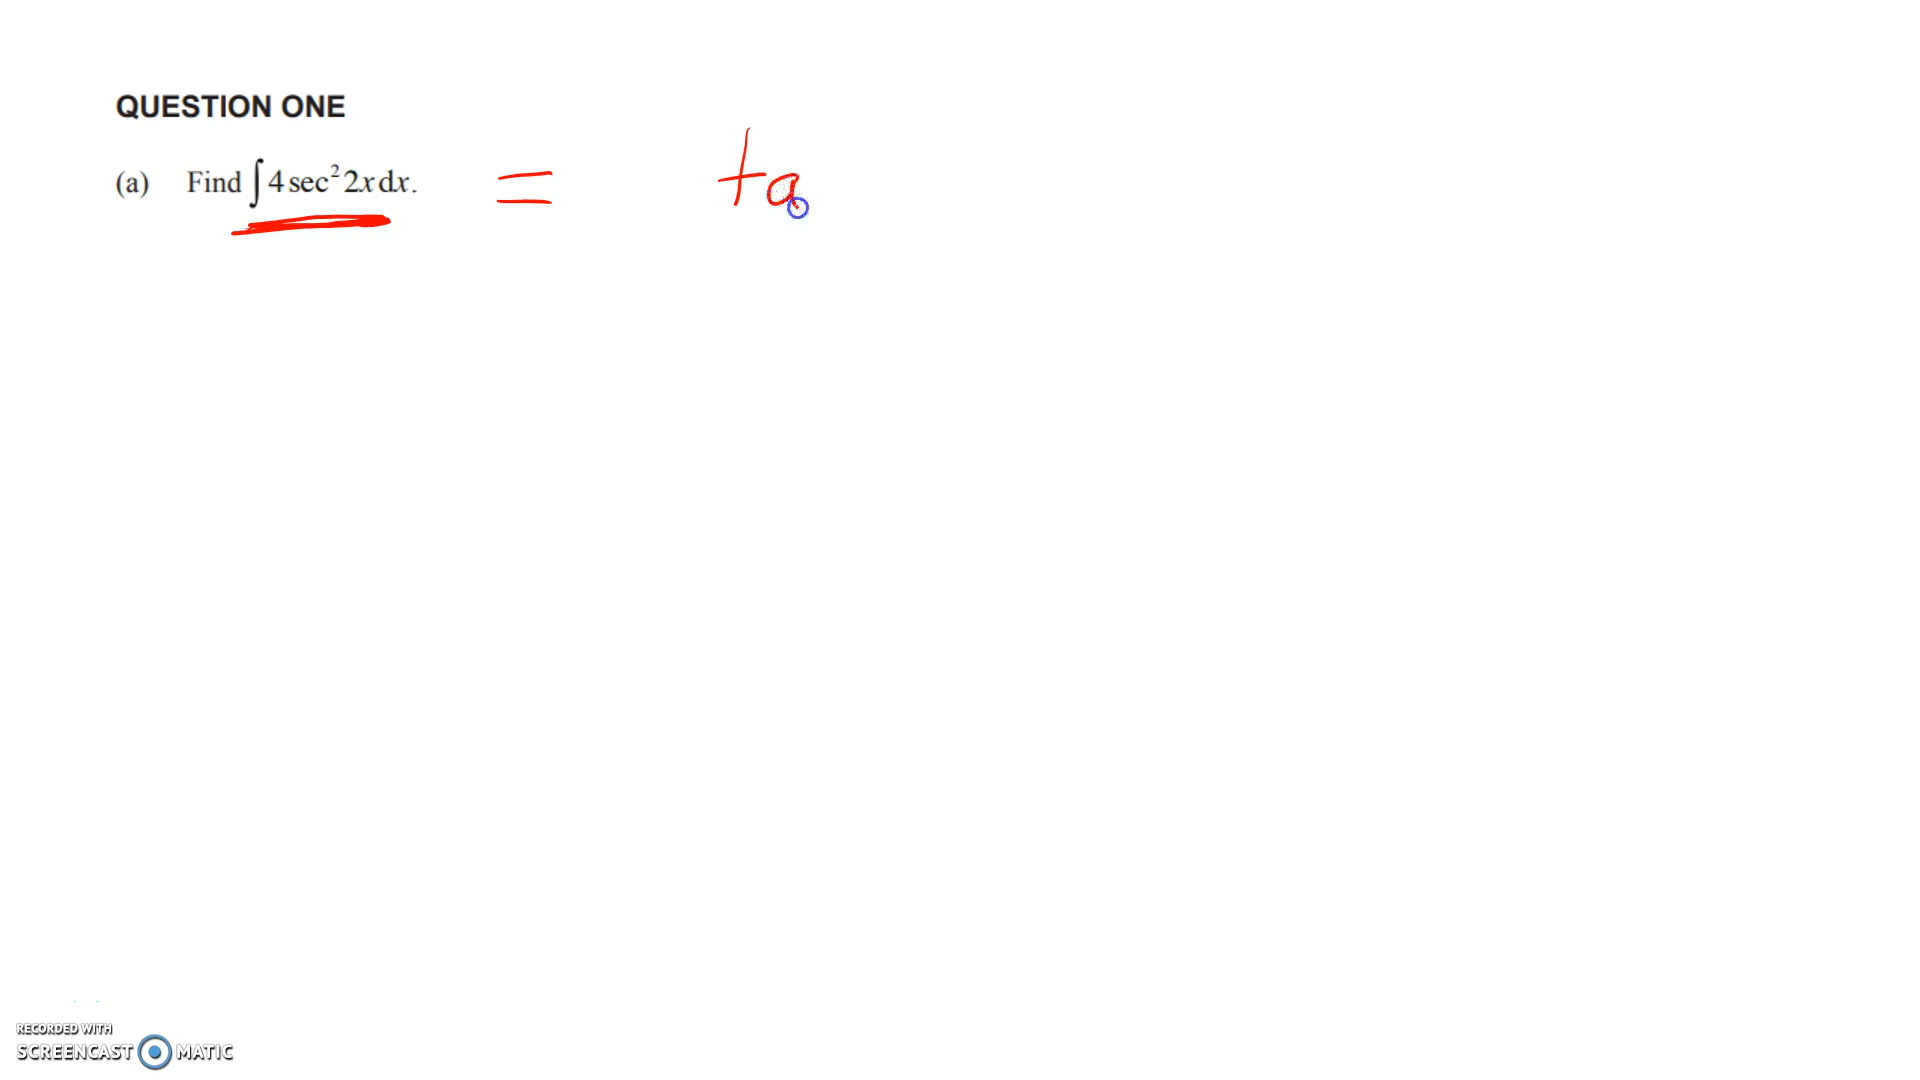 QUESTION ONE
(a) Find ∫4 sec² 2x dx. = ta
RECORDED WITH
SCREENCAST MATIC